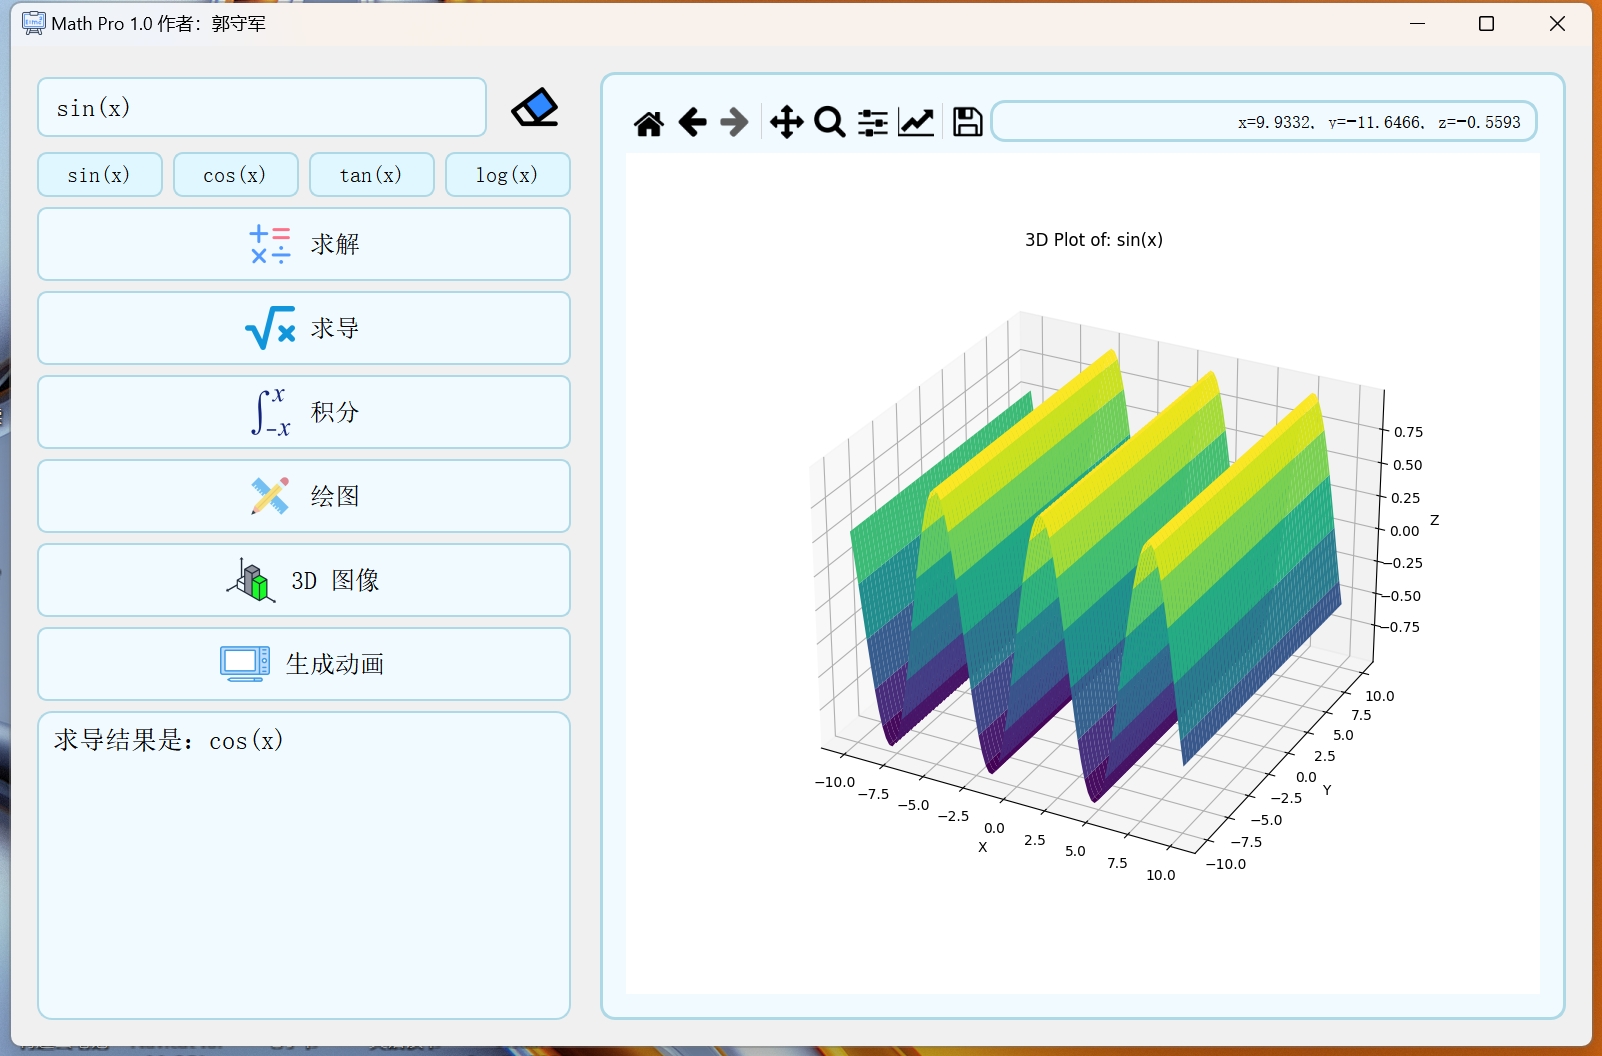 Math Pro 1.0 作者：郭守军
sin(x)
sin(x) cos(x) tan(x) log(x)
求解
求导
积分
绘图
3D 图像
生成动画
求导结果是：cos(x)
x=9.9332, y=−11.6466, z=−0.5593
3D Plot of: sin(x)
0.75
0.50
0.25
0.00
−0.25
−0.50
−0.75
Z
−10.0
−7.5
−5.0
−2.5
0.0
2.5
5.0
7.5
10.0
X
10.0
7.5
5.0
2.5
0.0
−2.5
−5.0
−7.5
−10.0
Y